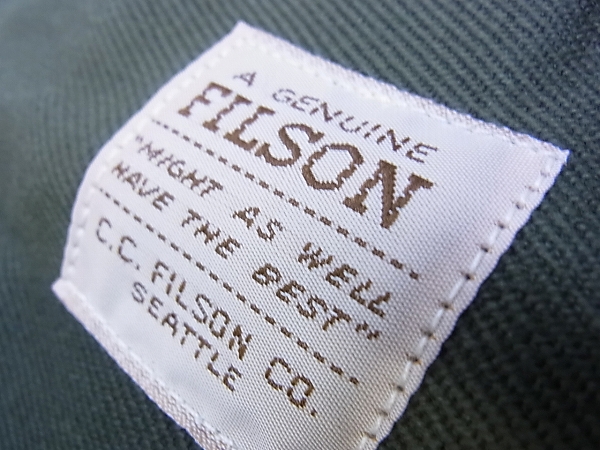 A GENUINE
FILSON
"MIGHT AS WELL
HAVE THE BEST"
C.C. FILSON CO.
SEATTLE